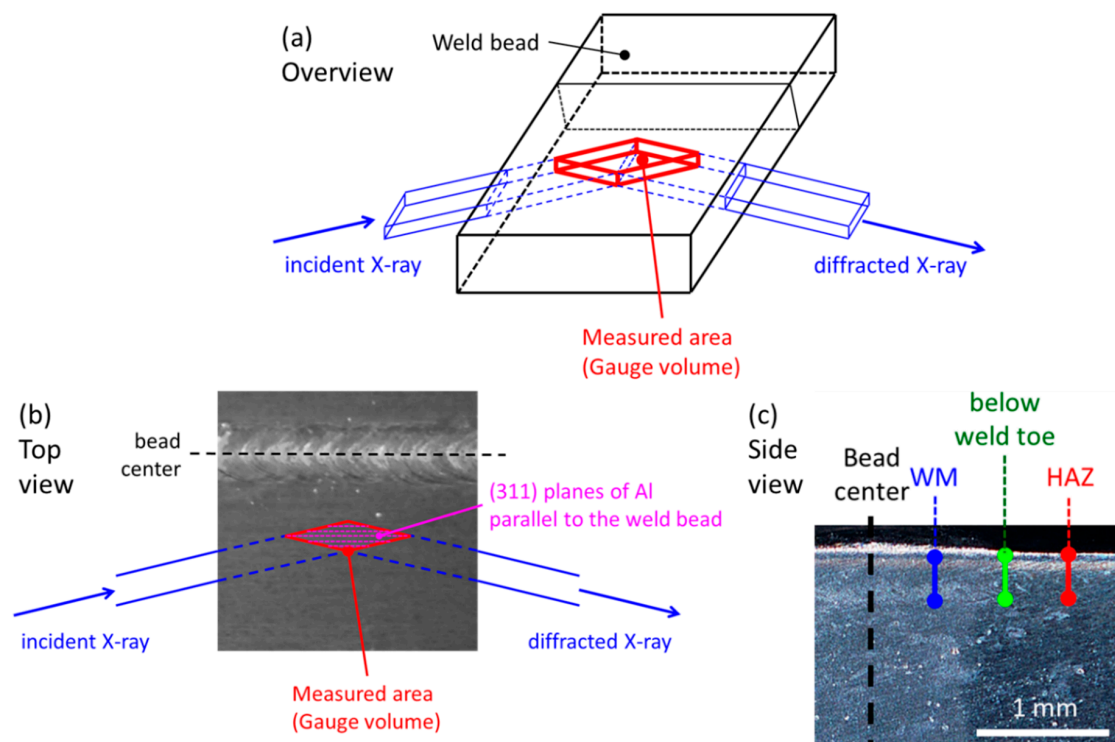 (a)
Overview
Weld bead
incident X-ray
diffracted X-ray
Measured area
(Gauge volume)
(b)
Top
view
bead
center
(311) planes of Al
parallel to the weld bead
incident X-ray
diffracted X-ray
Measured area
(Gauge volume)
(c)
Side
view
below
weld toe
Bead
center
WM
HAZ
1 mm